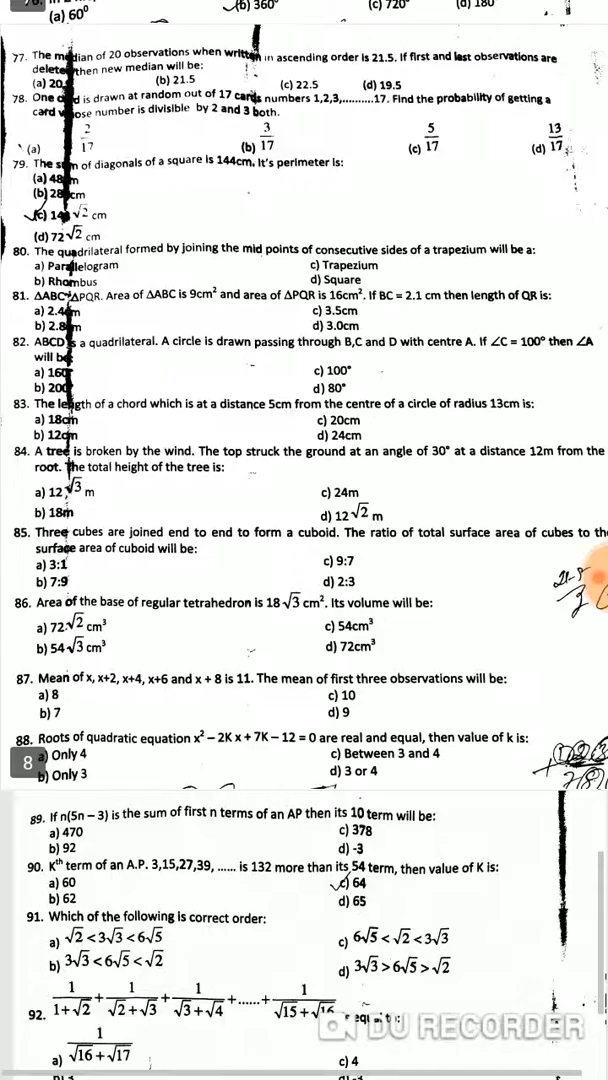 (a) 60°
(b) 360°
(c) 720°
(d) 180
77. The median of 20 observations when written in ascending order is 21.5. If first and last observations are
deleted then new median will be:
(a) 20. (b) 21.5 (c) 22.5 (d) 19.5
78. One card is drawn at random out of 17 cards numbers 1,2,3,...........17. Find the probability of getting a
card whose number is divisible by 2 and 3 both.
(a) 2/17 (b) 3/17 (c) 5/17 (d) 13/17
79. The sum of diagonals of a square is 144cm. It's perimeter is:
(a) 48cm
(b) 28 cm
(c) 14 √2 cm
(d) 72√2 cm
80. The quadrilateral formed by joining the mid points of consecutive sides of a trapezium will be a:
a) Parallelogram c) Trapezium
b) Rhombus d) Square
81. ΔABC ΔPQR. Area of ΔABC is 9cm² and area of ΔPQR is 16cm². If BC = 2.1 cm then length of QR is:
a) 2.4cm c) 3.5cm
b) 2.8cm d) 3.0cm
82. ABCD is a quadrilateral. A circle is drawn passing through B,C and D with centre A. If ∠C = 100° then ∠A
will be:
a) 160 c) 100°
b) 200 d) 80°
83. The length of a chord which is at a distance 5cm from the centre of a circle of radius 13cm is:
a) 18cm c) 20cm
b) 12cm d) 24cm
84. A tree is broken by the wind. The top struck the ground at an angle of 30° at a distance 12m from the
root. The total height of the tree is:
a) 12√3 m c) 24m
b) 18m d) 12√2 m
85. Three cubes are joined end to end to form a cuboid. The ratio of total surface area of cubes to the
surface area of cuboid will be:
a) 3:1 c) 9:7
b) 7:9 d) 2:3
86. Area of the base of regular tetrahedron is 18√3 cm². Its volume will be:
a) 72√2 cm³ c) 54cm³
b) 54√3 cm³ d) 72cm³
87. Mean of x, x+2, x+4, x+6 and x + 8 is 11. The mean of first three observations will be:
a) 8 c) 10
b) 7 d) 9
88. Roots of quadratic equation x² – 2K x + 7K – 12 = 0 are real and equal, then value of k is:
8 a) Only 4 c) Between 3 and 4
b) Only 3 d) 3 or 4
89. If n(5n – 3) is the sum of first n terms of an AP then its 10 term will be:
a) 470 c) 378
b) 92 d) -3
90. Kth term of an A.P. 3,15,27,39, ...... is 132 more than its 54 term, then value of K is:
a) 60 c) 64
b) 62 d) 65
91. Which of the following is correct order:
a) √2 < 3√3 < 6√5 c) 6√5 < √2 < 3√3
b) 3√3 < 6√5 < √2 d) 3√3 > 6√5 > √2
92. 1/(1+√2) + 1/(√2+√3) + 1/(√3+√4) + ...... + 1/(√15+√16)
DU RECORDER
a) 1/(√16+√17) c) 4